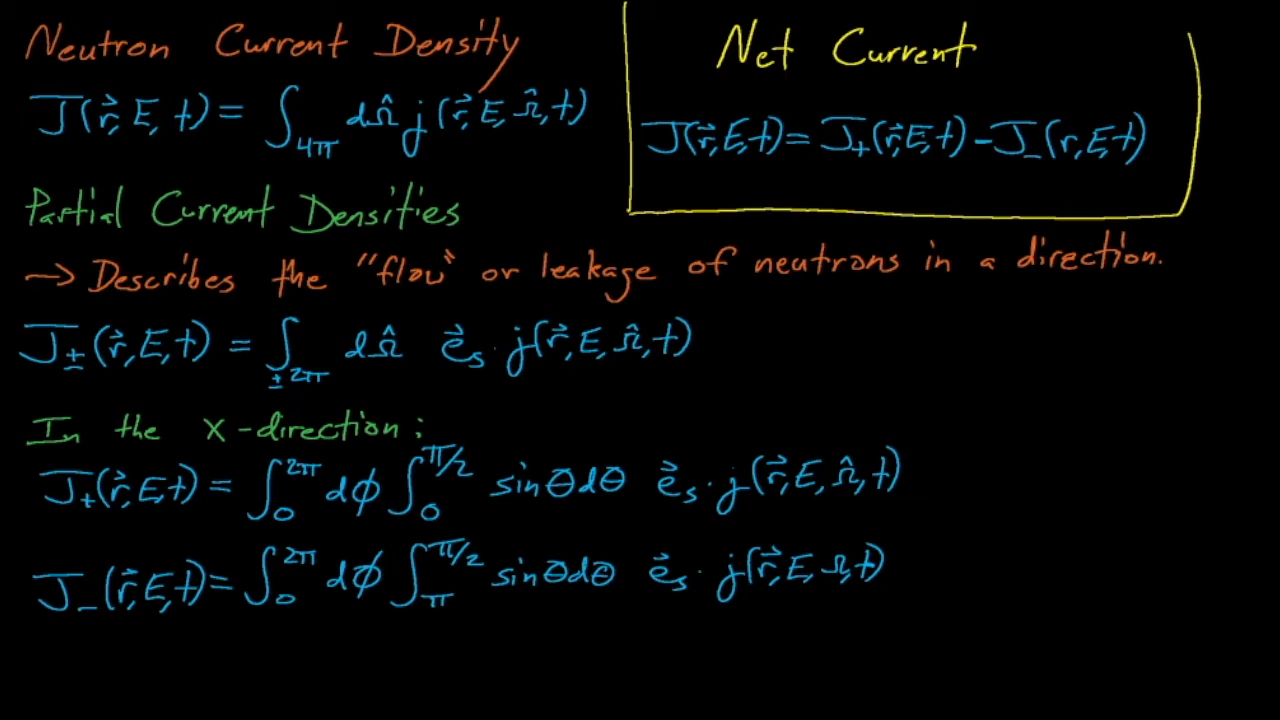 Neutron Current Density
J(r⃗, E, t) = ∫_{4π} dΩ̂ j(r⃗, E, Ω̂, t)
Net Current
J(r⃗, E, t) = J₊(r⃗, E, t) - J₋(r, E, t)
Partial Current Densities
→ Describes the "flow" or leakage of neutrons in a direction.
J±(r⃗, E, t) = ∫_{±2π} dΩ̂ e⃗ₛ · j(r⃗, E, Ω̂, t)
In the x-direction:
J₊(r⃗, E, t) = ∫₀^{2π} dϕ ∫₀^{π/2} sinθdθ e⃗ₛ · j(r⃗, E, Ω̂, t)
J₋(r⃗, E, t) = ∫₀^{2π} dϕ ∫_π^{π/2} sinθdθ e⃗ₛ · j(r⃗, E, Ω, t)